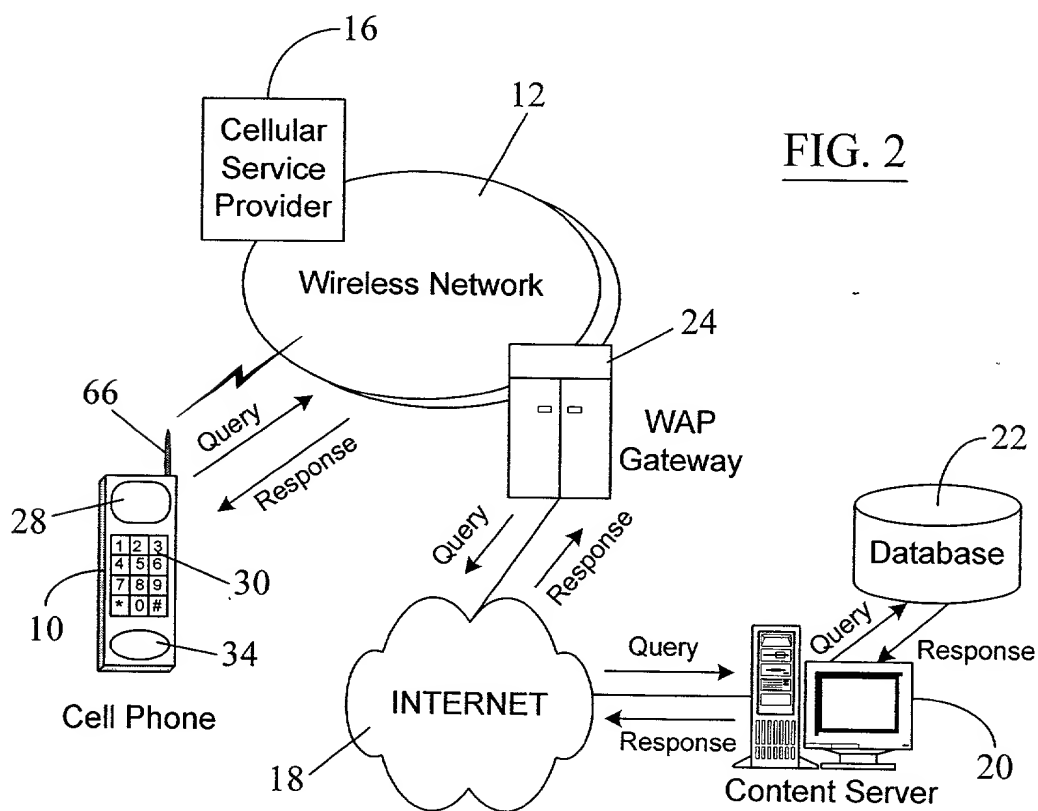 16
12
FIG. 2
Cellular
Service
Provider
Wireless Network
24
66
Query
Response
WAP
Gateway
22
28
1 2 3
4 5 6
7 8 9
* 0 #
30
10
34
Query
Response
Database
Query
Response
Query
Response
INTERNET
Cell Phone
18
20
Content Server